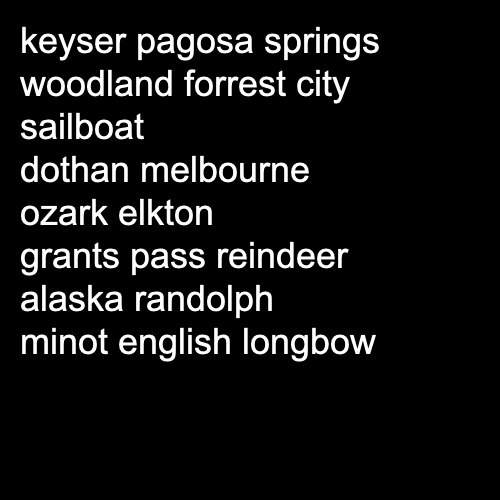 keyser pagosa springs
woodland forrest city
sailboat
dothan melbourne
ozark elkton
grants pass reindeer
alaska randolph
minot english longbow